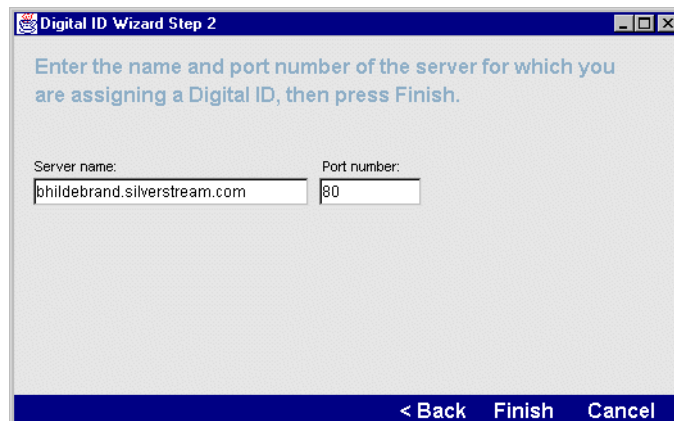 Digital ID Wizard Step 2
Enter the name and port number of the server for which you
are assigning a Digital ID, then press Finish.
Server name: Port number:
bhildebrand.silverstream.com 80
< Back Finish Cancel